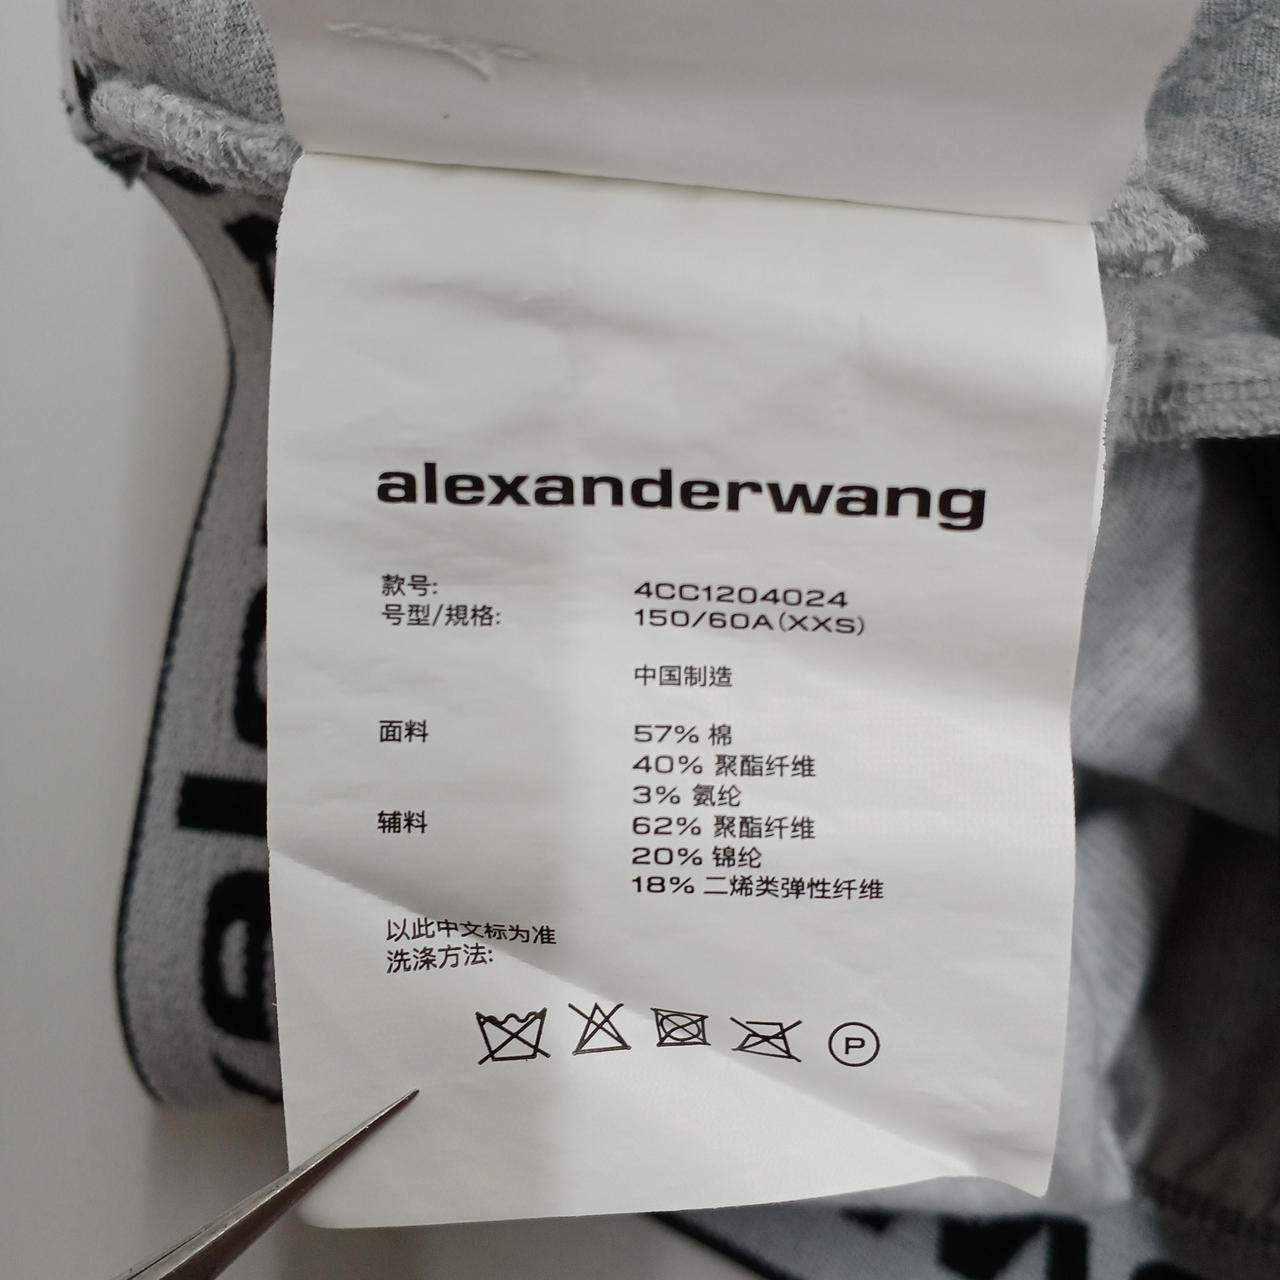 alexanderwang
款号: 4CC1204024
号型/規格: 150/60A(XXS)
中国制造
面料 57% 棉
40% 聚酯纤维
3% 氨纶
辅料 62% 聚酯纤维
20% 锦纶
18% 二烯类弹性纤维
以此中文标为准
洗涤方法:
P